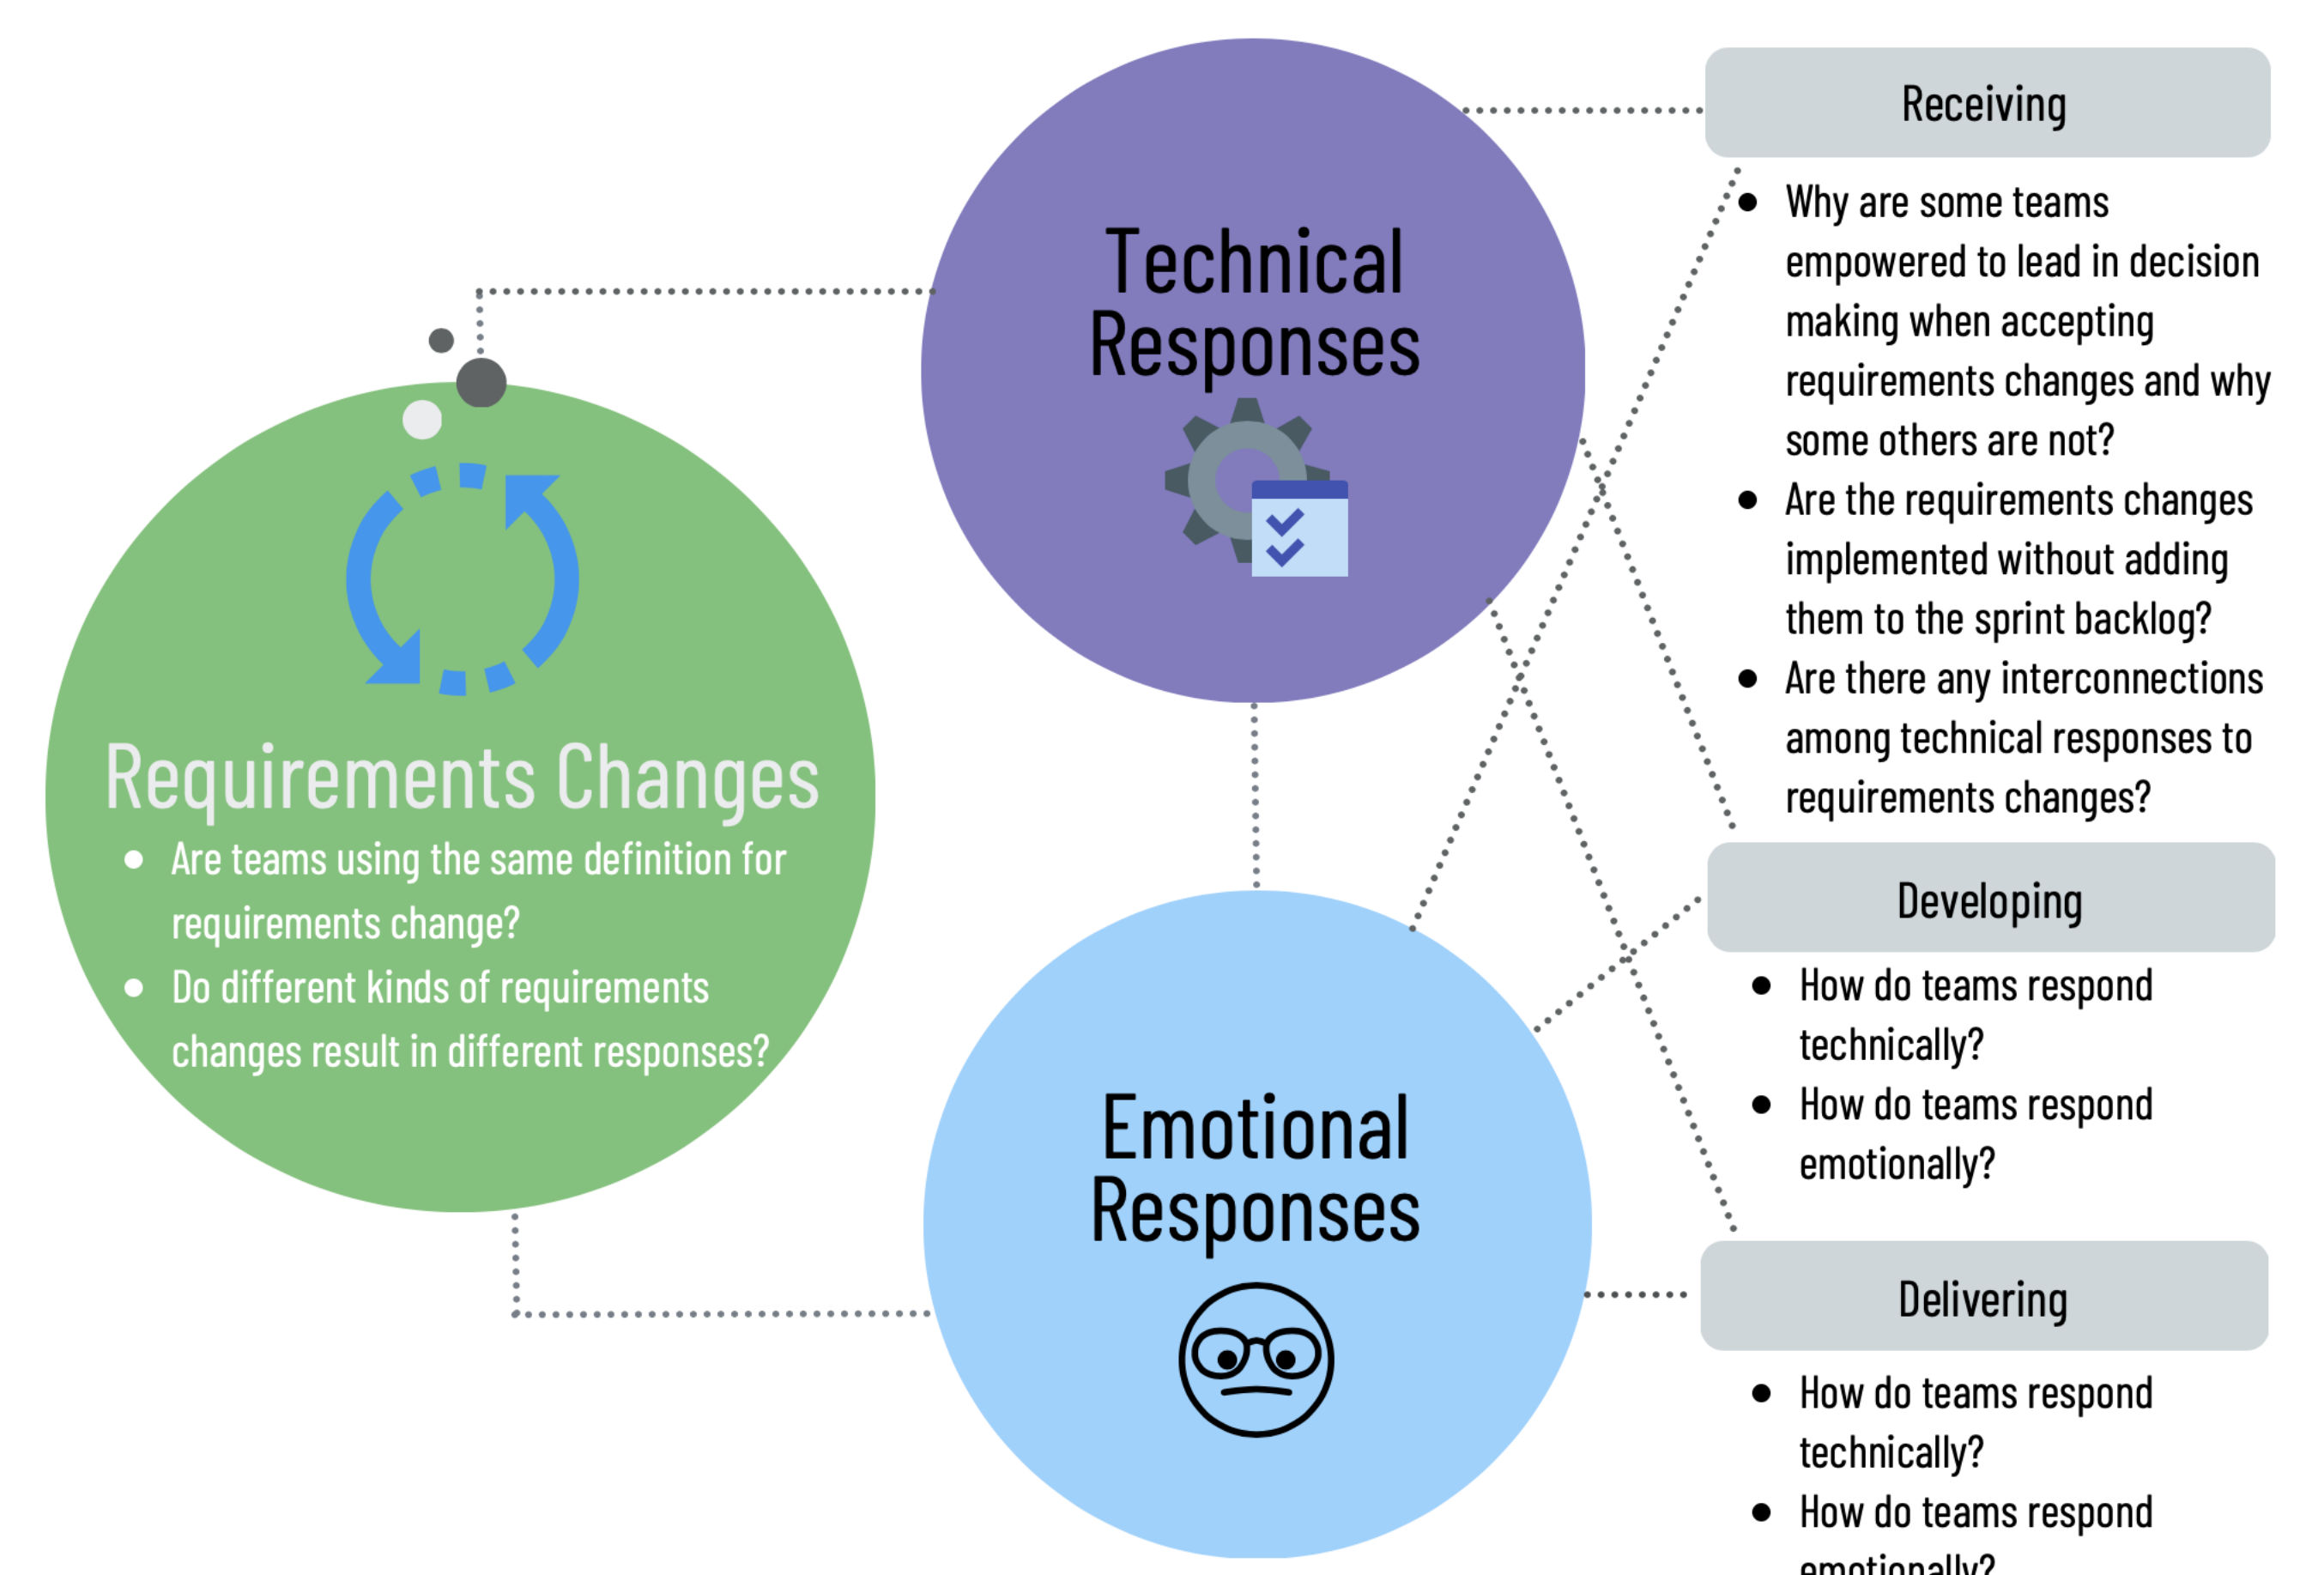 Requirements Changes
Are teams using the same definition for
requirements change?
Do different kinds of requirements
changes result in different responses?
Technical
Responses
Emotional
Responses
Receiving
Why are some teams
empowered to lead in decision
making when accepting
requirements changes and why
some others are not?
Are the requirements changes
implemented without adding
them to the sprint backlog?
Are there any interconnections
among technical responses to
requirements changes?
Developing
How do teams respond
technically?
How do teams respond
emotionally?
Delivering
How do teams respond
technically?
How do teams respond
emotionally?